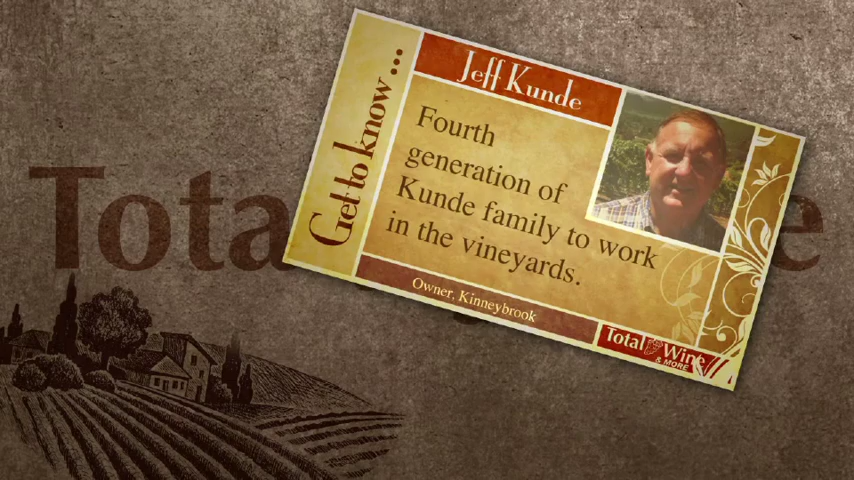 Get to know...
Jeff Kunde
Fourth
generation of
Kunde family to work
in the vineyards.
Owner, Kinneybrook
Total Wine
& MORE
Tota
e